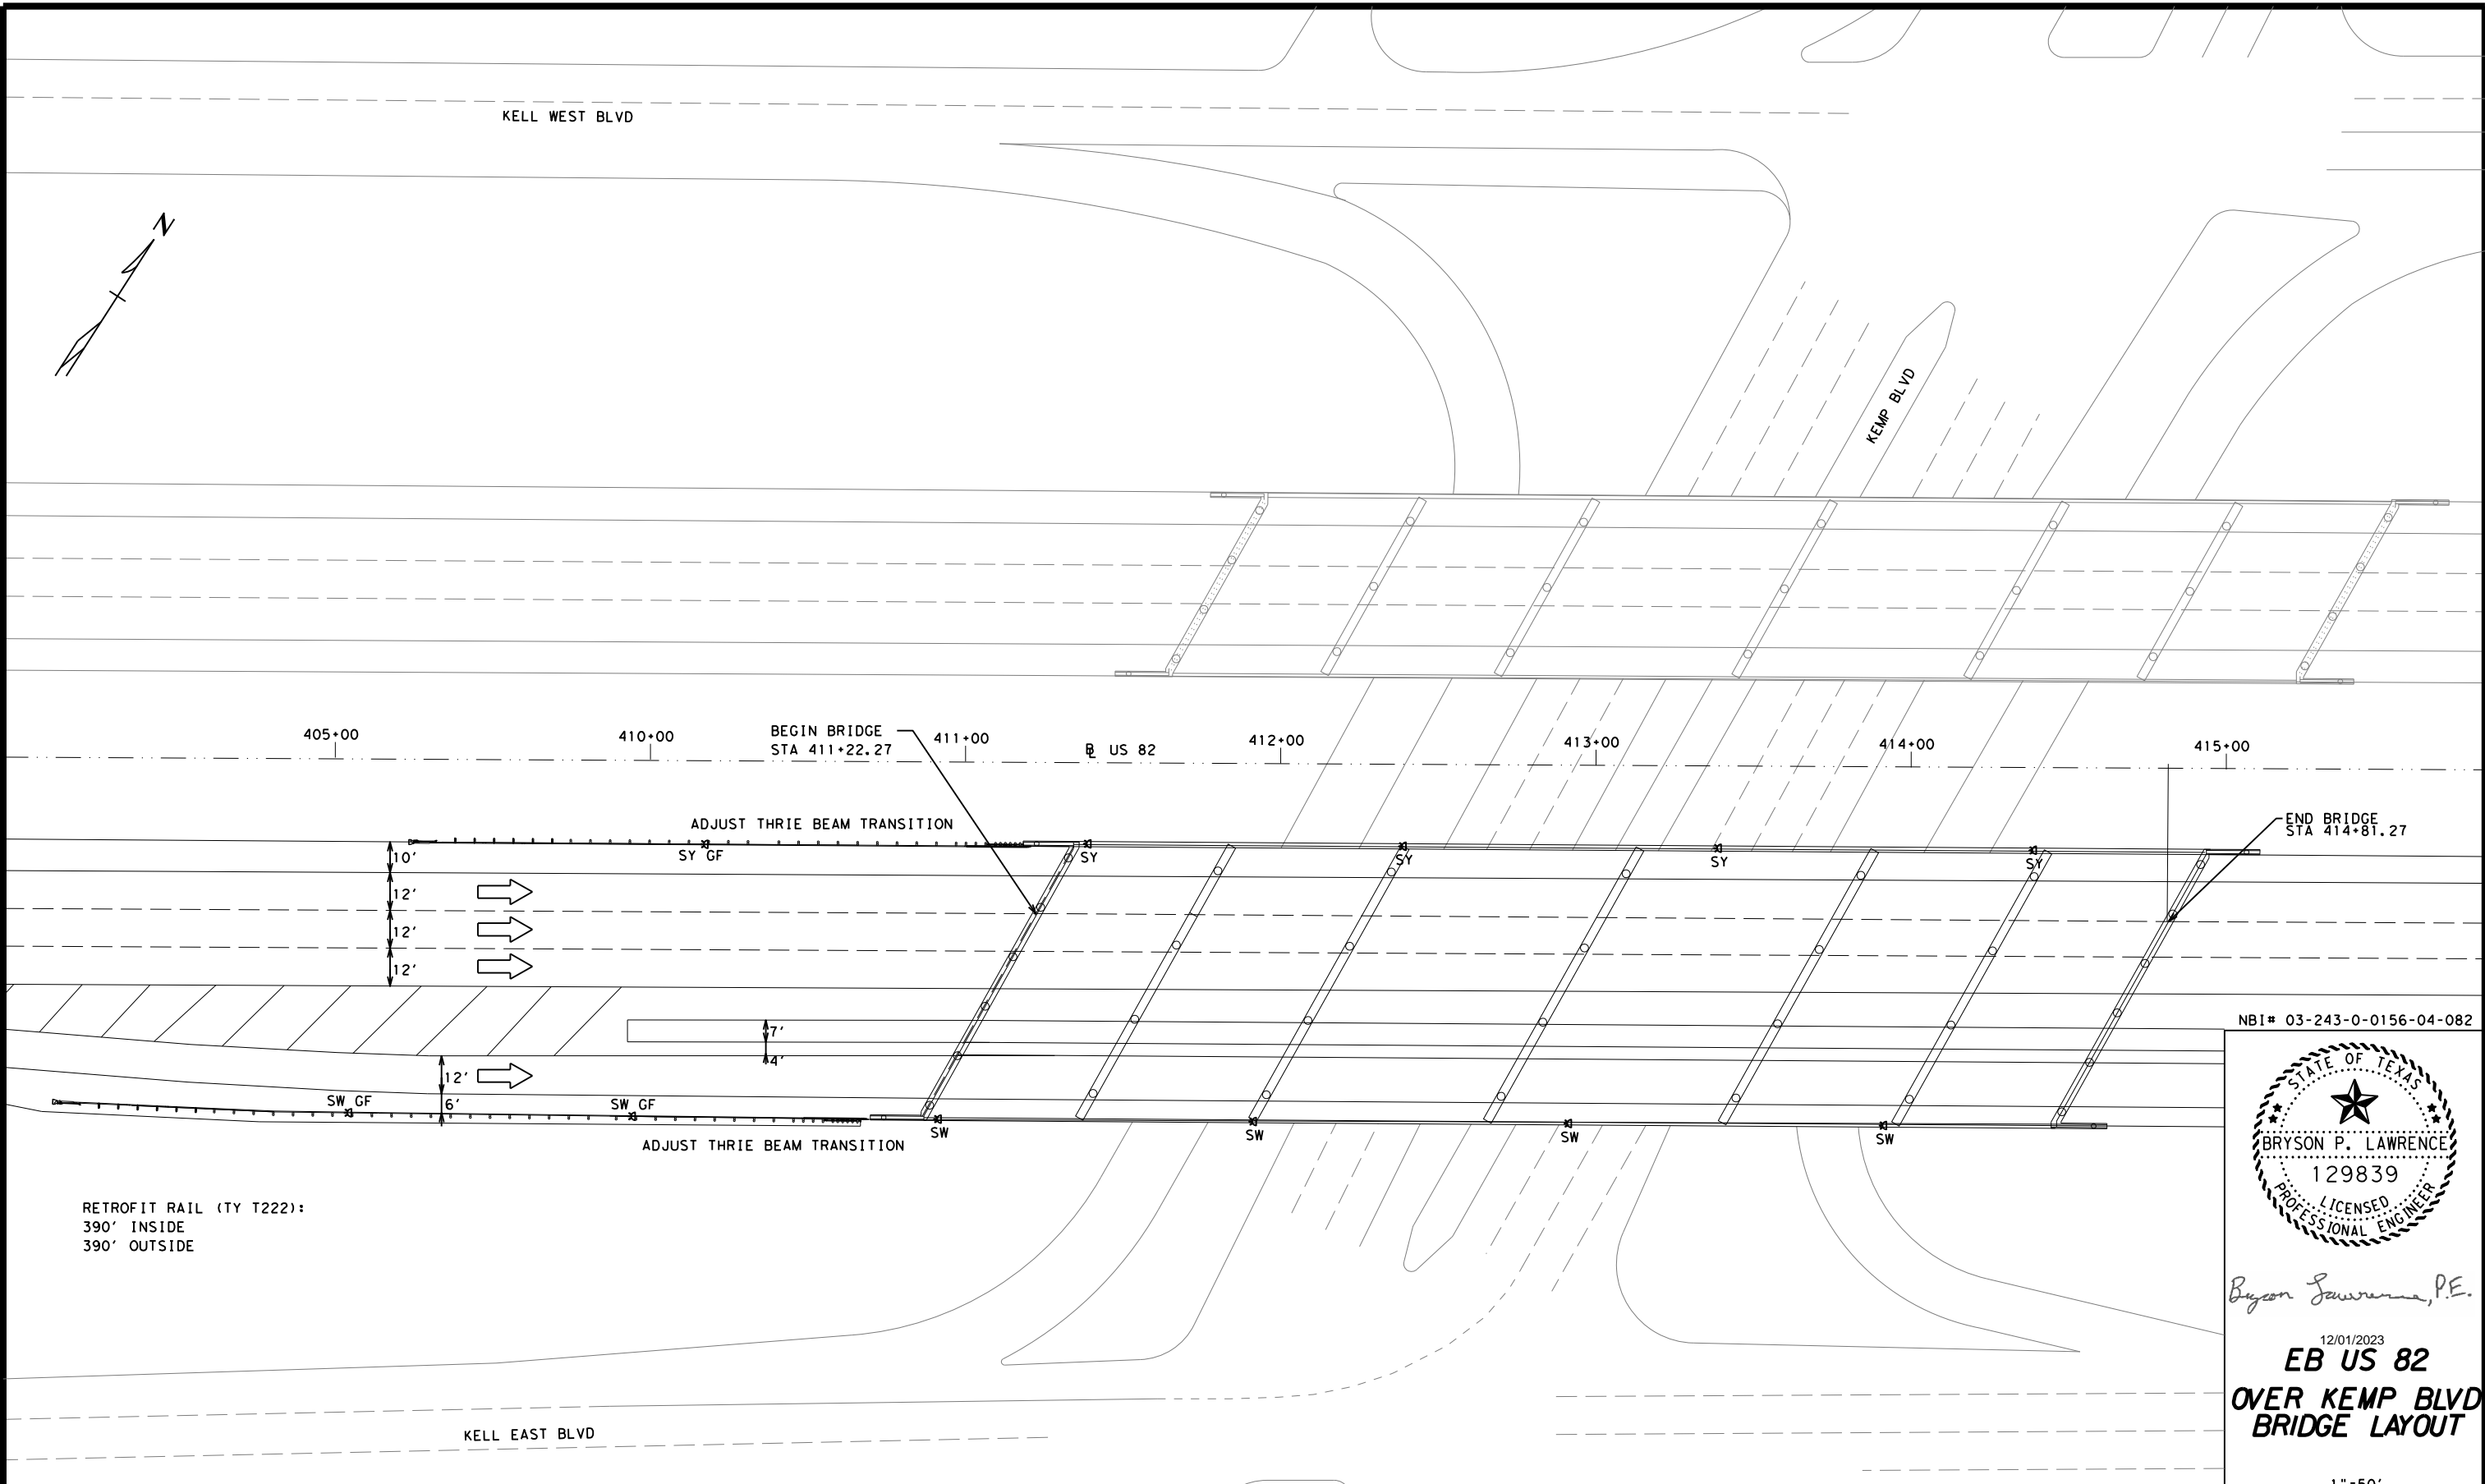 KELL WEST BLVD
N
KEMP BLVD
405+00
410+00
BEGIN BRIDGE
STA 411+22.27
411+00
US 82
412+00
413+00
414+00
415+00
ADJUST THRIE BEAM TRANSITION
END BRIDGE
STA 414+81.27
SY GF
SY
SY
SY
SY
10'
12'
12'
12'
7'
4'
12'
6'
SW GF
SW GF
SW
SW
SW
SW
ADJUST THRIE BEAM TRANSITION
RETROFIT RAIL (TY T222):
390' INSIDE
390' OUTSIDE
KELL EAST BLVD
NBI# 03-243-0-0156-04-082
STATE OF TEXAS
BRYSON P. LAWRENCE
129839
LICENSED
PROFESSIONAL ENGINEER
Bryson Lawrence, P.E.
12/01/2023
EB US 82
OVER KEMP BLVD
BRIDGE LAYOUT
1"=50'